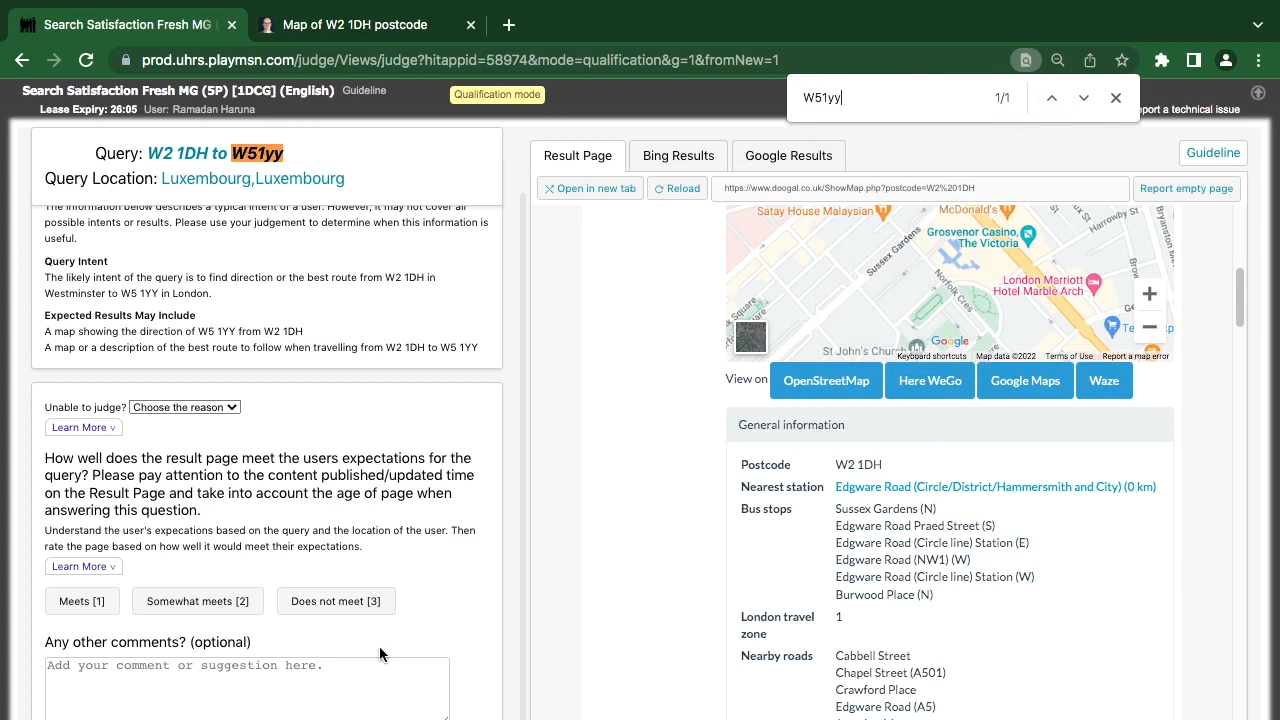 Search Satisfaction Fresh MG (
Map of W2 1DH postcode
prod.uhrs.playmsn.com/judge/Views/judge?hitappid=58974&mode=qualification&g=1&fromNew=1
Search Satisfaction Fresh MG (5P) [1DCG] (English)
Guideline
Qualification mode
Lease Expiry: 26:05 User: Ramadan Haruna
W51yy
1/1
port a technical issue
Query: W2 1DH to W51yy
Query Location: Luxembourg,Luxembourg
The information below describes a typical intent of a user. However, it may not cover all
possible intents or results. Please use your judgement to determine when this information is
useful.
Query Intent
The likely intent of the query is to find direction or the best route from W2 1DH in
Westminster to W5 1YY in London.
Expected Results May Include
A map showing the direction of W5 1YY from W2 1DH
A map or a description of the best route to follow when travelling from W2 1DH to W5 1YY
Unable to judge? Choose the reason
Learn More v
How well does the result page meet the users expectations for the
query? Please pay attention to the content published/updated time
on the Result Page and take into account the age of page when
answering this question.
Understand the user's expecations based on the query and the location of the user. Then
rate the page based on how well it would meet their expectations.
Learn More v
Meets [1]
Somewhat meets [2]
Does not meet [3]
Any other comments? (optional)
Add your comment or suggestion here.
Result Page
Bing Results
Google Results
Guideline
Open in new tab
Reload
https://www.doogal.co.uk/ShowMap.php?postcode=W2%201DH
Report empty page
Satay House Malaysian
McDonald's
Harrowby St
Bryanston
Grosvenor Casino,
The Victoria
Sussex Gardens
Norfolk Cres
London Marriott
Hotel Marble Arch
St John's Church
Google
Keyboard shortcuts
Map data ©2022
Terms of Use
Report a map error
View on
OpenStreetMap
Here WeGo
Google Maps
Waze
General information
Postcode W2 1DH
Nearest station Edgware Road (Circle/District/Hammersmith and City) (0 km)
Bus stops Sussex Gardens (N)
Edgware Road Praed Street (S)
Edgware Road (Circle line) Station (E)
Edgware Road (NW1) (W)
Edgware Road (Circle line) Station (W)
Burwood Place (N)
London travel 1
zone
Nearby roads Cabbell Street
Chapel Street (A501)
Crawford Place
Edgware Road (A5)